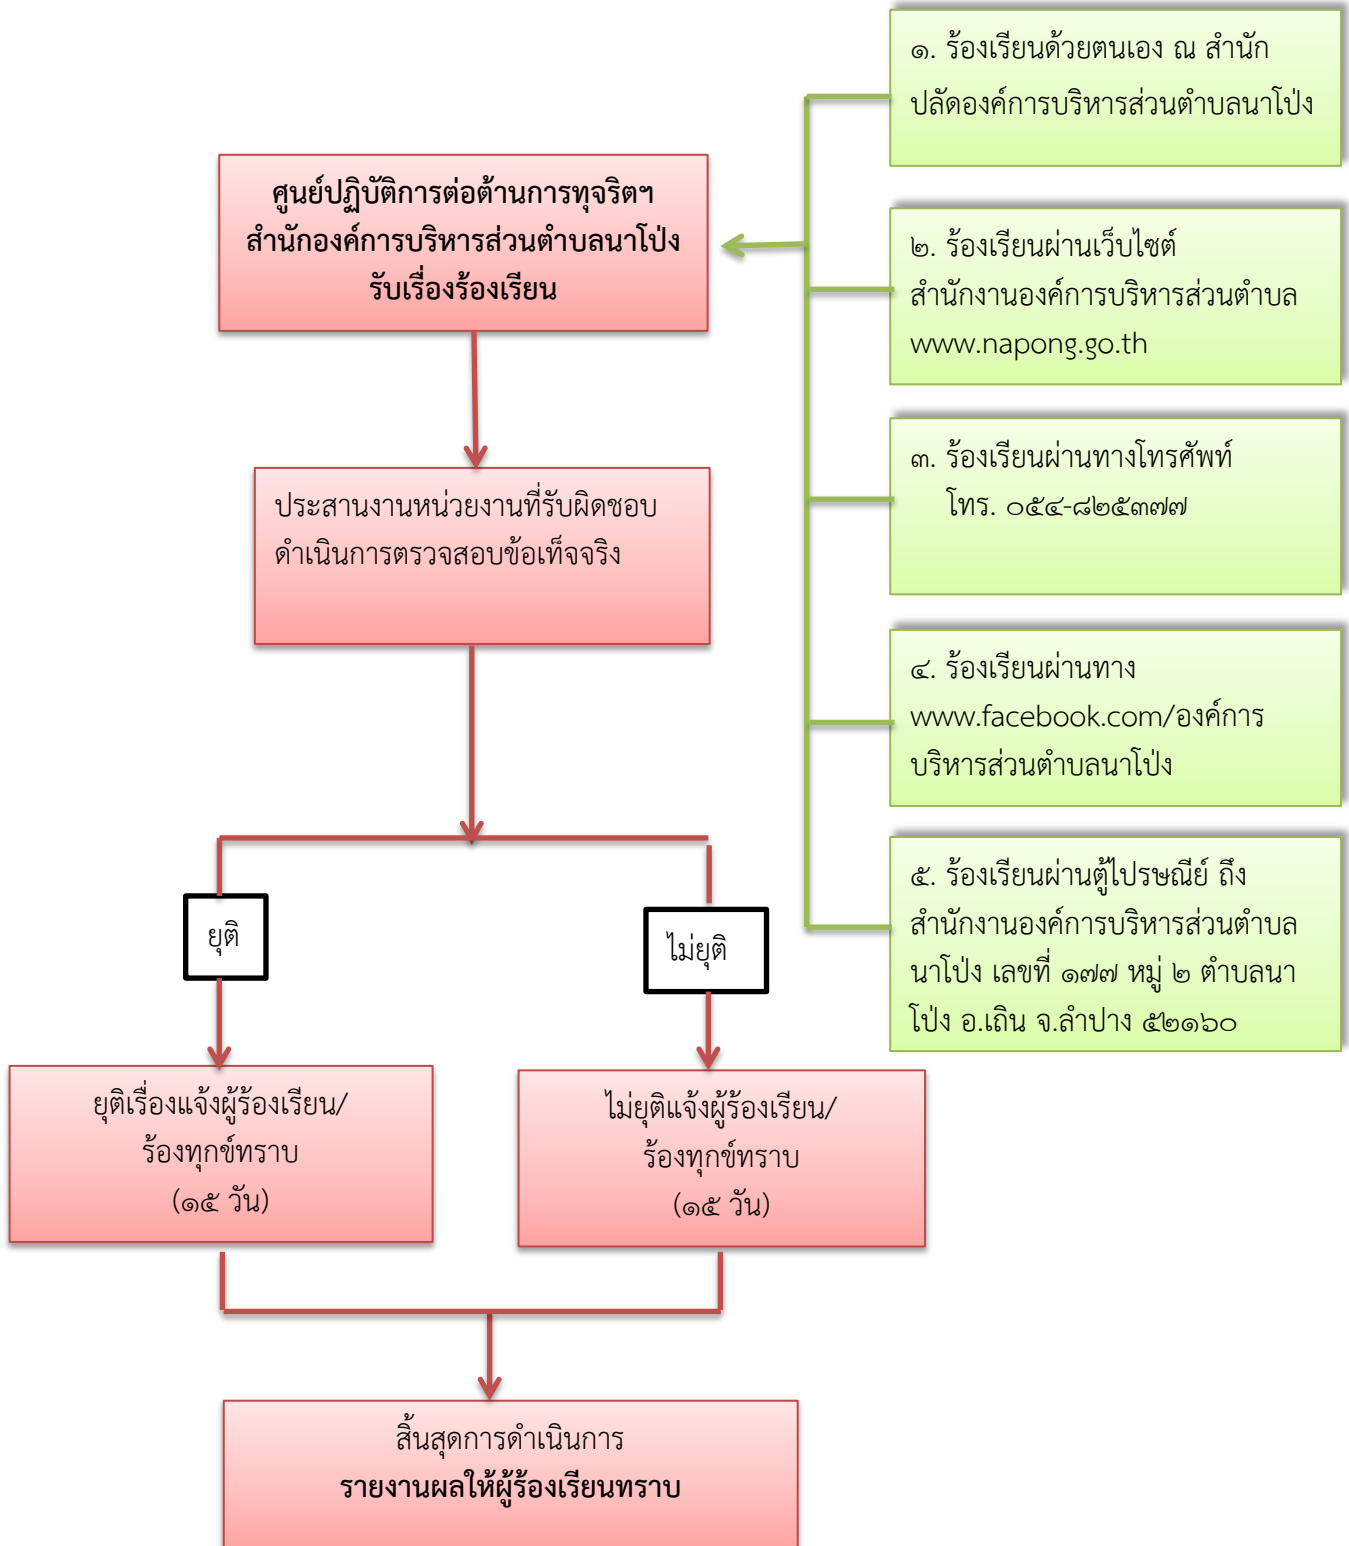 ๑. ร้องเรียนด้วยตนเอง ณ สำนัก
ปลัดองค์การบริหารส่วนตำบลนาโป่ง
ศูนย์ปฏิบัติการต่อต้านการทุจริตฯ
สำนักองค์การบริหารส่วนตำบลนาโป่ง
รับเรื่องร้องเรียน
๒. ร้องเรียนผ่านเว็บไซต์
สำนักงานองค์การบริหารส่วนตำบล
www.napong.go.th
๓. ร้องเรียนผ่านทางโทรศัพท์
โทร. ๐๕๔-๘๒๕๓๗๗
ประสานงานหน่วยงานที่รับผิดชอบ
ดำเนินการตรวจสอบข้อเท็จจริง
๔. ร้องเรียนผ่านทาง
www.facebook.com/องค์การ
บริหารส่วนตำบลนาโป่ง
๕. ร้องเรียนผ่านตู้ไปรษณีย์ ถึง
สำนักงานองค์การบริหารส่วนตำบล
นาโป่ง เลขที่ ๑๗๗ หมู่ ๒ ตำบลนา
โป่ง อ.เถิน จ.ลำปาง ๕๒๑๖๐
ยุติ
ไม่ยุติ
ยุติเรื่องแจ้งผู้ร้องเรียน/
ร้องทุกข์ทราบ
(๑๕ วัน)
ไม่ยุติแจ้งผู้ร้องเรียน/
ร้องทุกข์ทราบ
(๑๕ วัน)
สิ้นสุดการดำเนินการ
รายงานผลให้ผู้ร้องเรียนทราบ